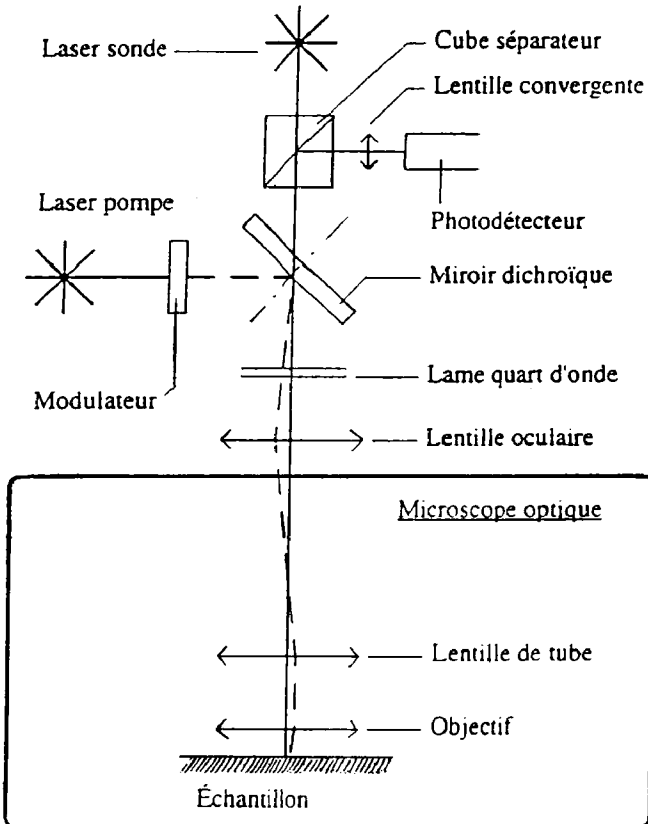 Laser sonde
Cube séparateur
Lentille convergente
Laser pompe
Photodétecteur
Miroir dichroïque
Modulateur
Lame quart d'onde
Lentille oculaire
Microscope optique
Lentille de tube
Objectif
Échantillon